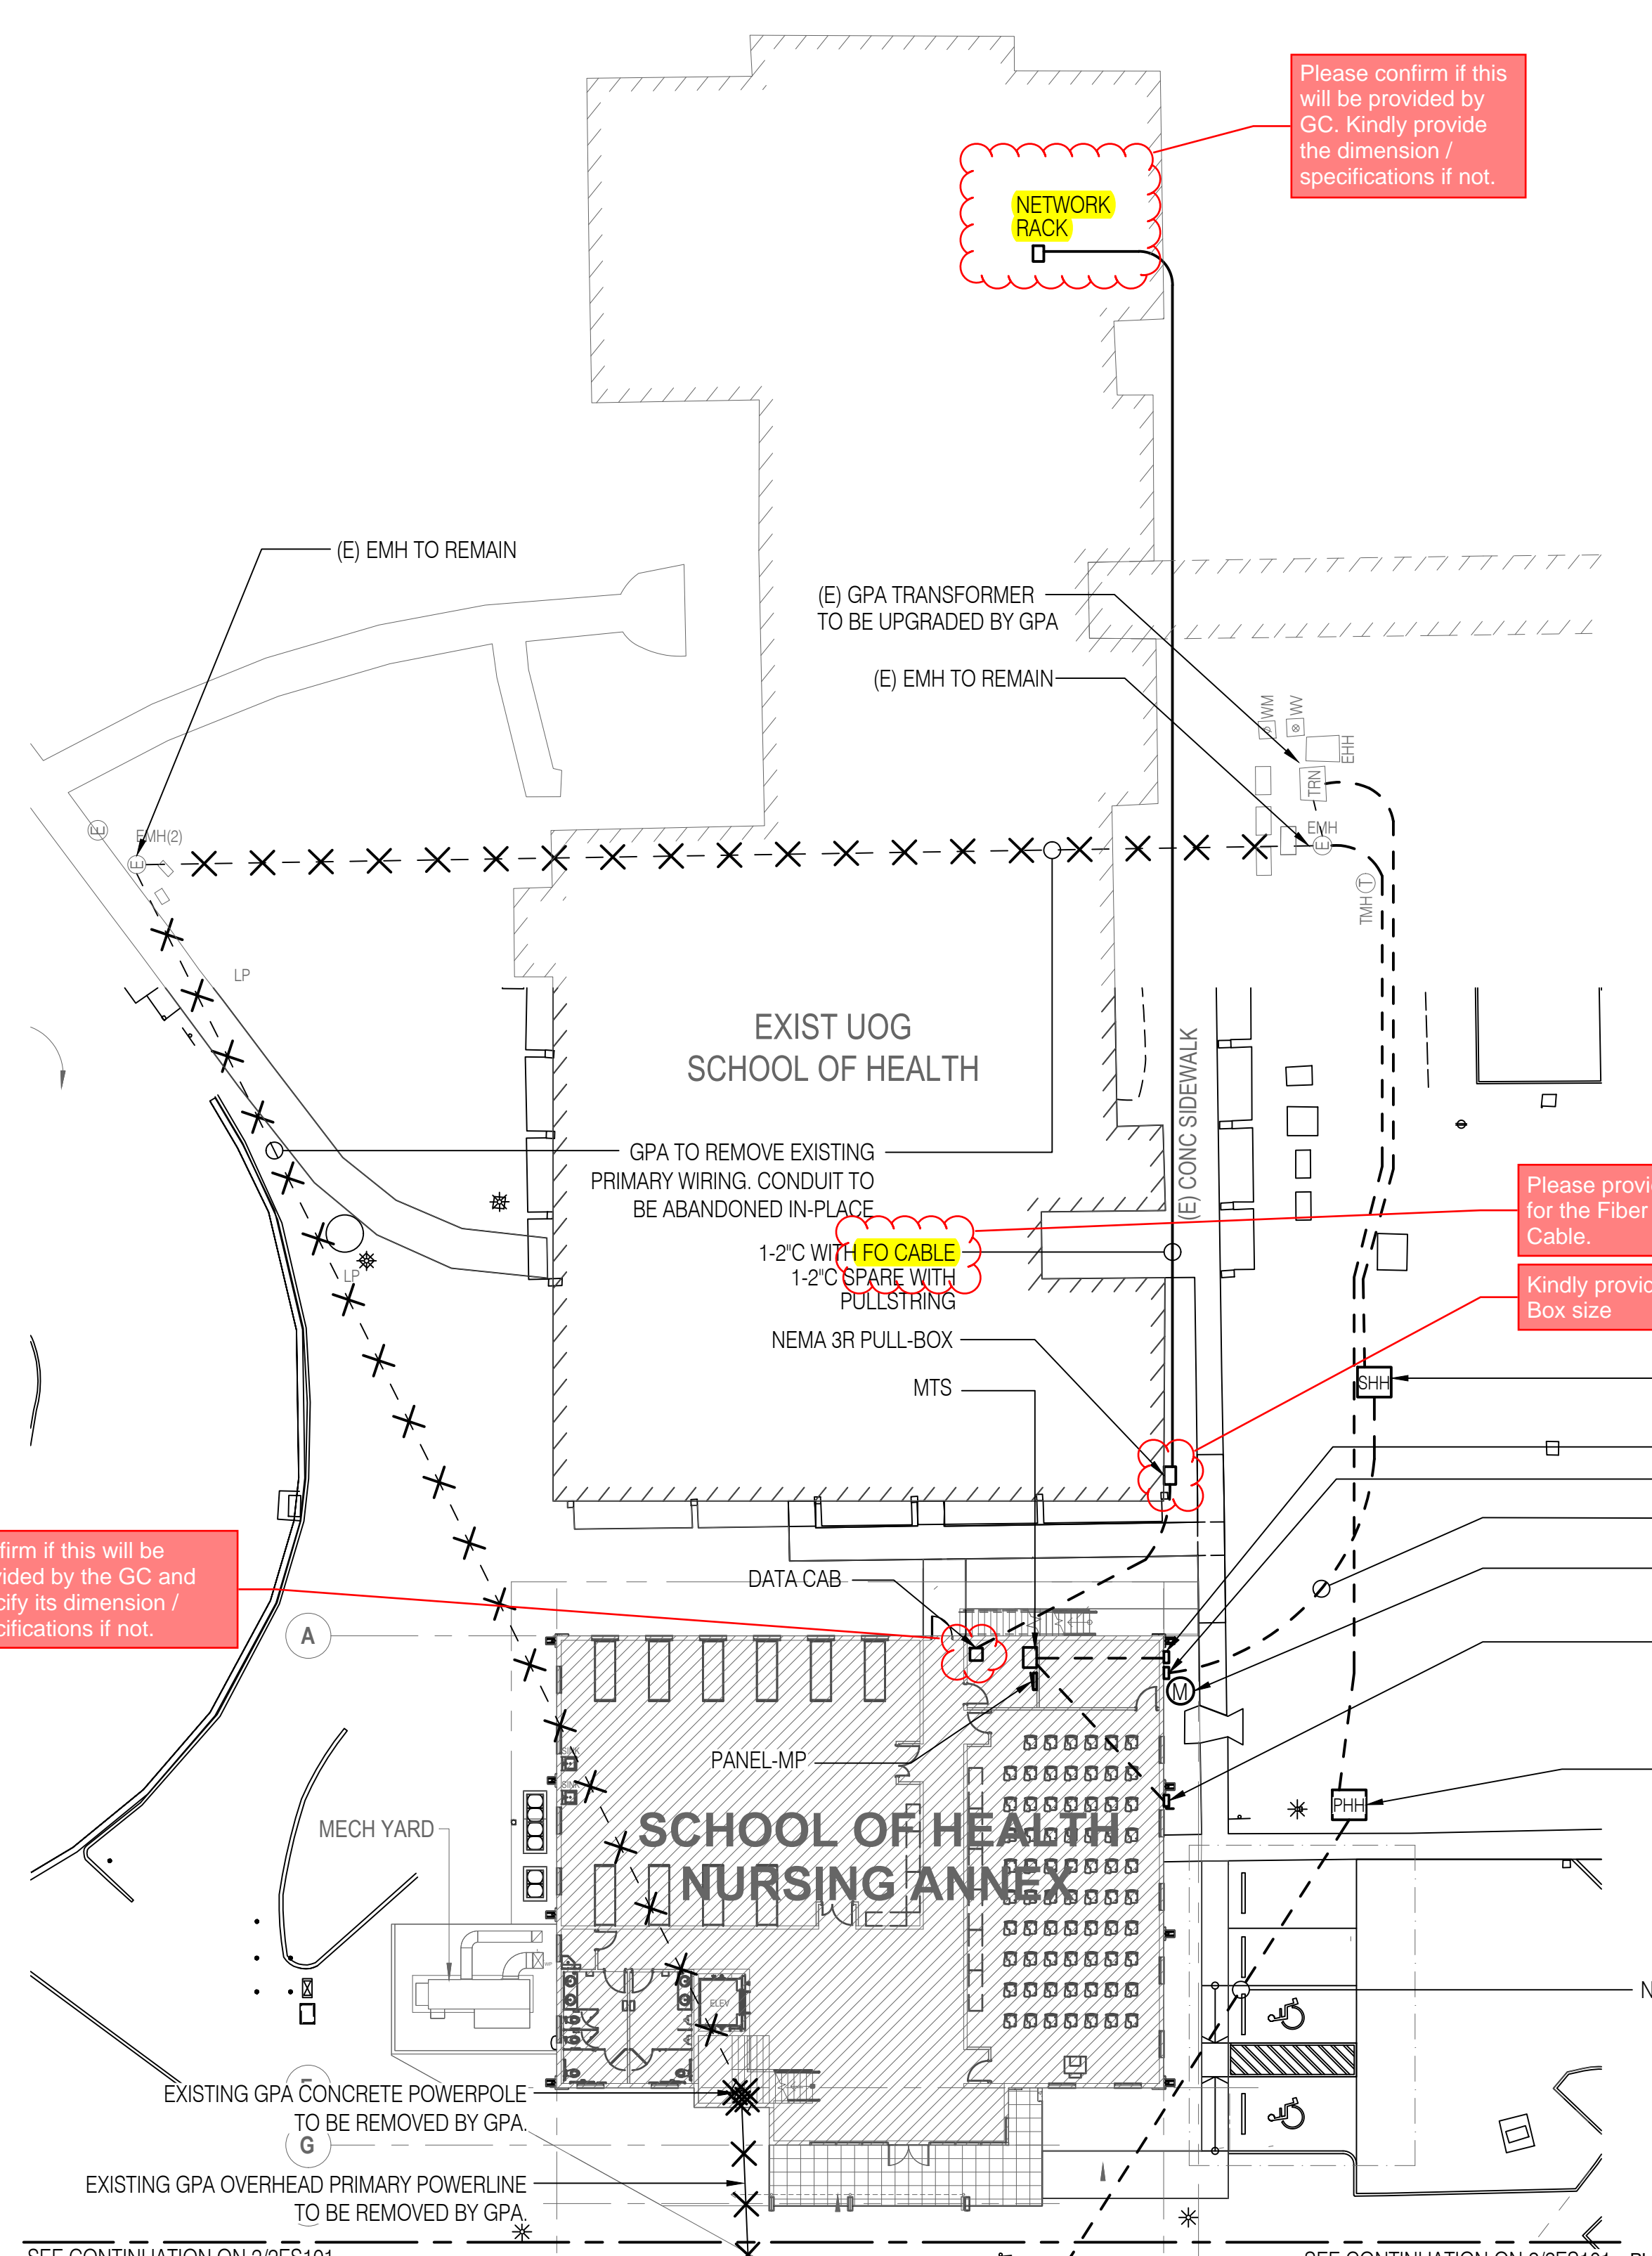 Please confirm if this
will be provided by
GC. Kindly provide
the dimension /
specifications if not.
NETWORK
RACK
(E) EMH TO REMAIN
(E) GPA TRANSFORMER
TO BE UPGRADED BY GPA
(E) EMH TO REMAIN
WM
WV
EHH
TRN
EMH
E
TMH
T
E
EMH(2)
E
LP
EXIST UOG
SCHOOL OF HEALTH
(E) CONC SIDEWALK
GPA TO REMOVE EXISTING
PRIMARY WIRING. CONDUIT TO
BE ABANDONED IN-PLACE
Please provi
for the Fiber
Cable.
1-2"C WITH FO CABLE
1-2"C SPARE WITH
PULLSTRING
LP
Kindly provid
Box size
NEMA 3R PULL-BOX
MTS
SHH
firm if this will be
vided by the GC and
cify its dimension /
cifications if not.
DATA CAB
A
M
PANEL-MP
SINK
SINK
MECH YARD
SCHOOL OF HEALTH
NURSING ANNEX
PHH
ELEV
N
EXISTING GPA CONCRETE POWERPOLE
TO BE REMOVED BY GPA.
G
EXISTING GPA OVERHEAD PRIMARY POWERLINE
TO BE REMOVED BY GPA.